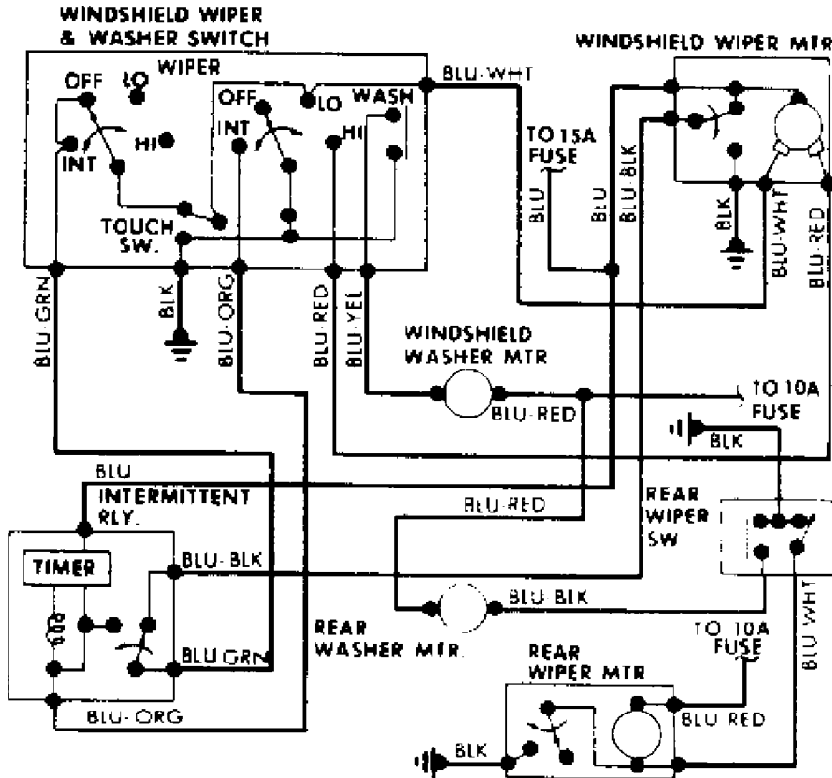 WINDSHIELD WIPER
& WASHER SWITCH
WIPER
OFF
LO
INT
HI
OFF
INT
LO
HI
WASH
TOUCH
SW.
BLU-WHT
WINDSHIELD WIPER MTR
TO 15A
FUSE
BLU
BLU
BLU-BLK
BLK
BLU-WHT
BLU-RED
BLU-GRN
BLK
BLU-ORG
BLU-RED
BLU-YEL
WINDSHIELD
WASHER MTR
BLU-RED
TO 10A
FUSE
BLK
BLU
INTERMITTENT
RLY.
BLU-RED
REAR
WIPER
SW
TIMER
BLU-BLK
BLU-BLK
BLU-WHT
BLU GRN
REAR
WASHER MTR.
TO 10A
FUSE
REAR
WIPER MTR
BLU-ORG
BLU RED
BLK